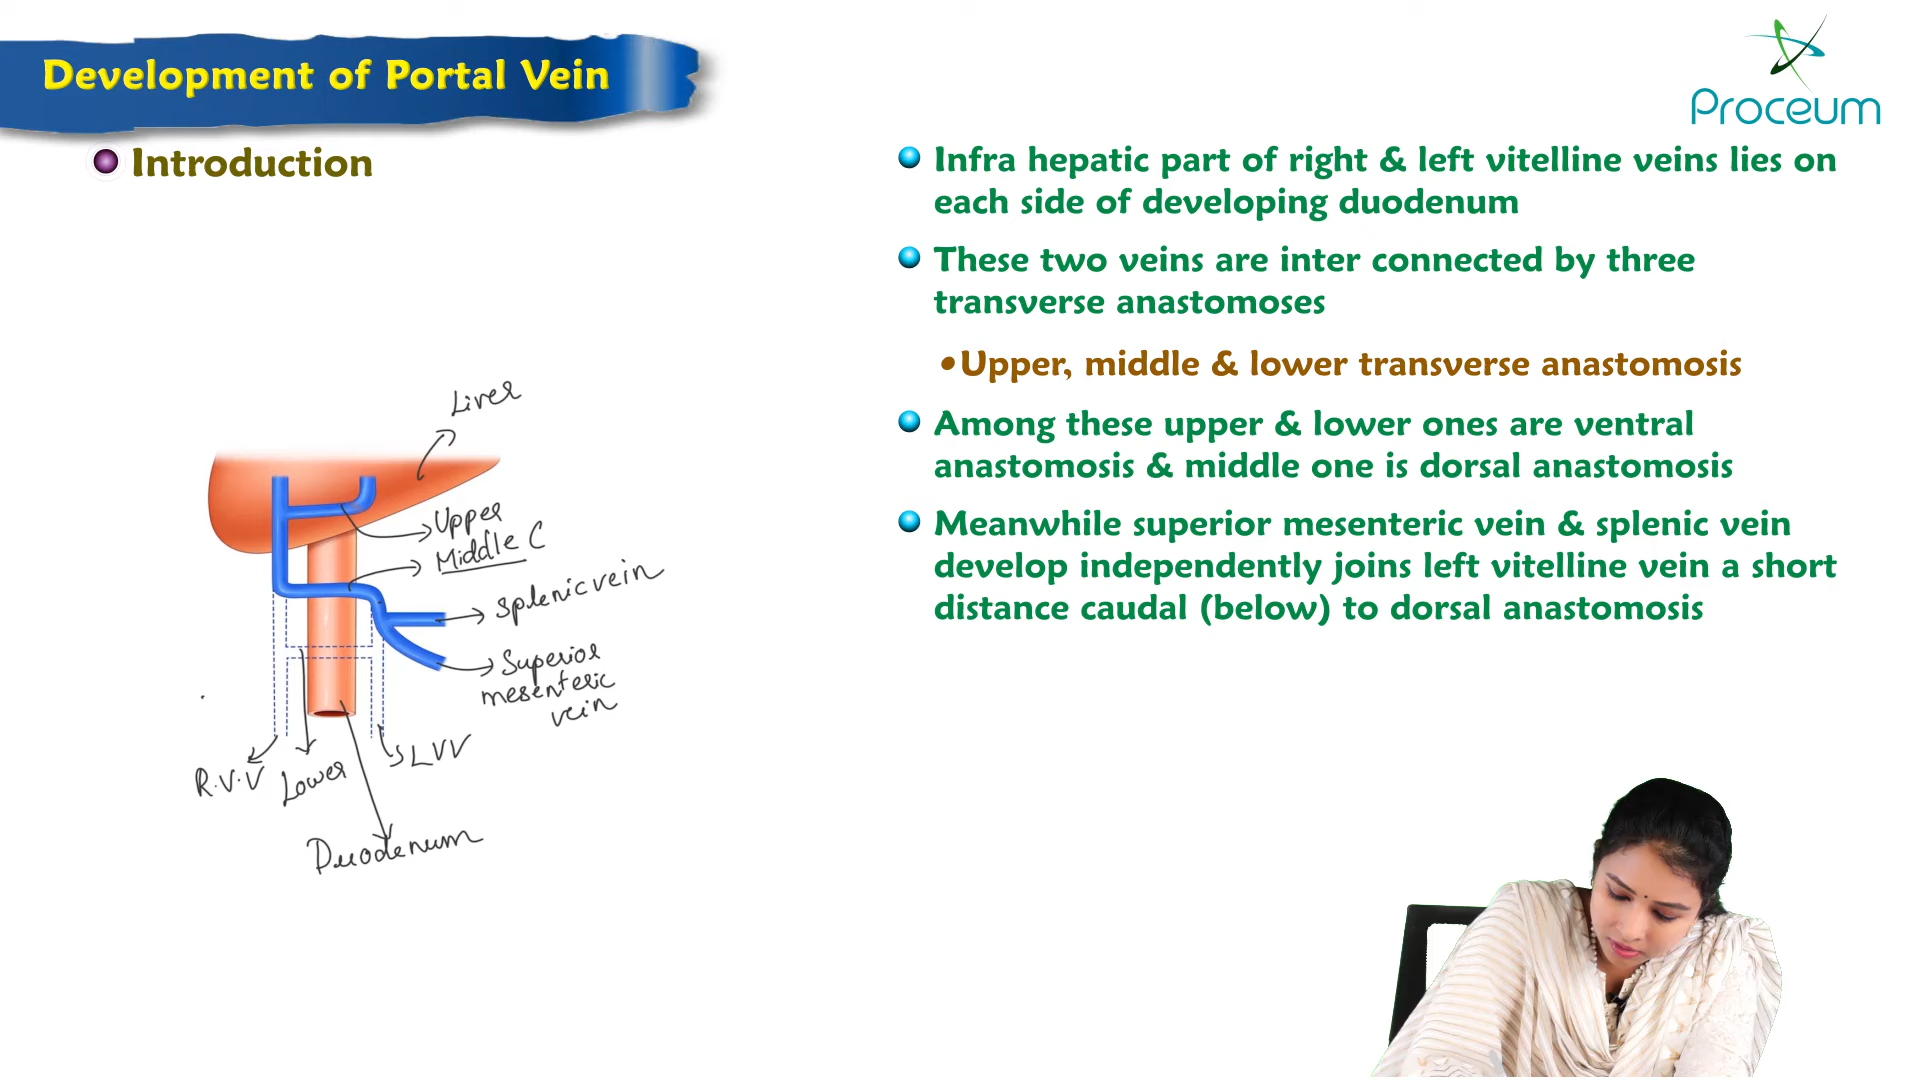 Development of Portal Vein
Proceum
Introduction
Infra hepatic part of right & left vitelline veins lies on
each side of developing duodenum
These two veins are inter connected by three
transverse anastomoses
•Upper, middle & lower transverse anastomosis
Among these upper & lower ones are ventral
anastomosis & middle one is dorsal anastomosis
Meanwhile superior mesenteric vein & splenic vein
develop independently joins left vitelline vein a short
distance caudal (below) to dorsal anastomosis
Liver
Upper
Middle C
Splenic vein
Superior
mesenteric
vein
R.V.V
Lower
LVV
Duodenum